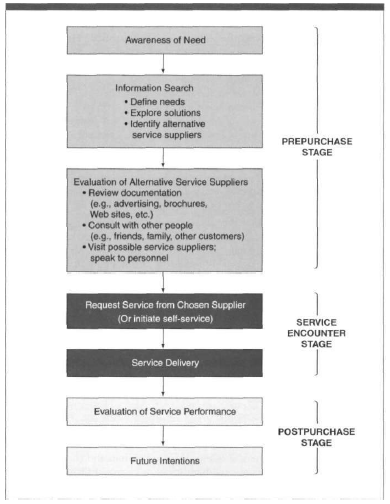 Awareness of Need
Information Search
• Define needs
• Explore solutions
• Identify alternative
service suppliers
PREPURCHASE
STAGE
Evaluation of Alternative Service Suppliers
• Review documentation
(e.g., advertising, brochures,
Web sites, etc.)
• Consult with other people
(e.g., friends, family, other customers)
• Visit possible service suppliers;
speak to personnel
Request Service from Chosen Supplier
(Or initiate self-service)
SERVICE
ENCOUNTER
STAGE
Service Delivery
Evaluation of Service Performance
POSTPURCHASE
STAGE
Future Intentions